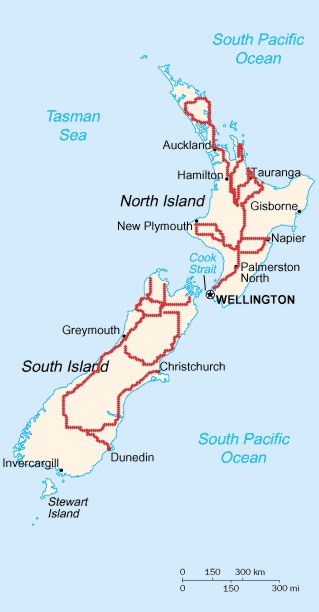 South Pacific
Ocean
Tasman
Sea
Auckland
Hamilton
Tauranga
North Island
Gisborne
New Plymouth
Napier
Cook
Strait
Palmerston
North
WELLINGTON
Greymouth
South Island
Christchurch
South Pacific
Ocean
Invercargill
Dunedin
Stewart
Island
0 150 300 km
0 150 300 mi